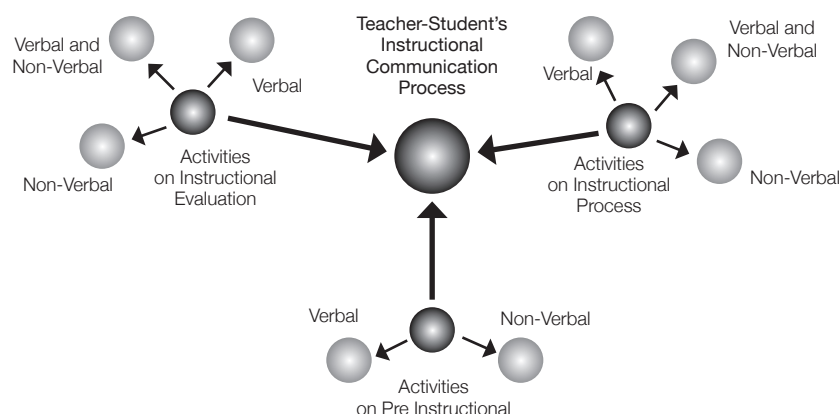 Teacher-Student's
Instructional
Communication
Process
Verbal and
Non-Verbal
Verbal
Non-Verbal
Activities
on Instructional
Evaluation
Verbal
Verbal and
Non-Verbal
Non-Verbal
Activities
on Instructional
Process
Verbal
Non-Verbal
Activities
on Pre Instructional